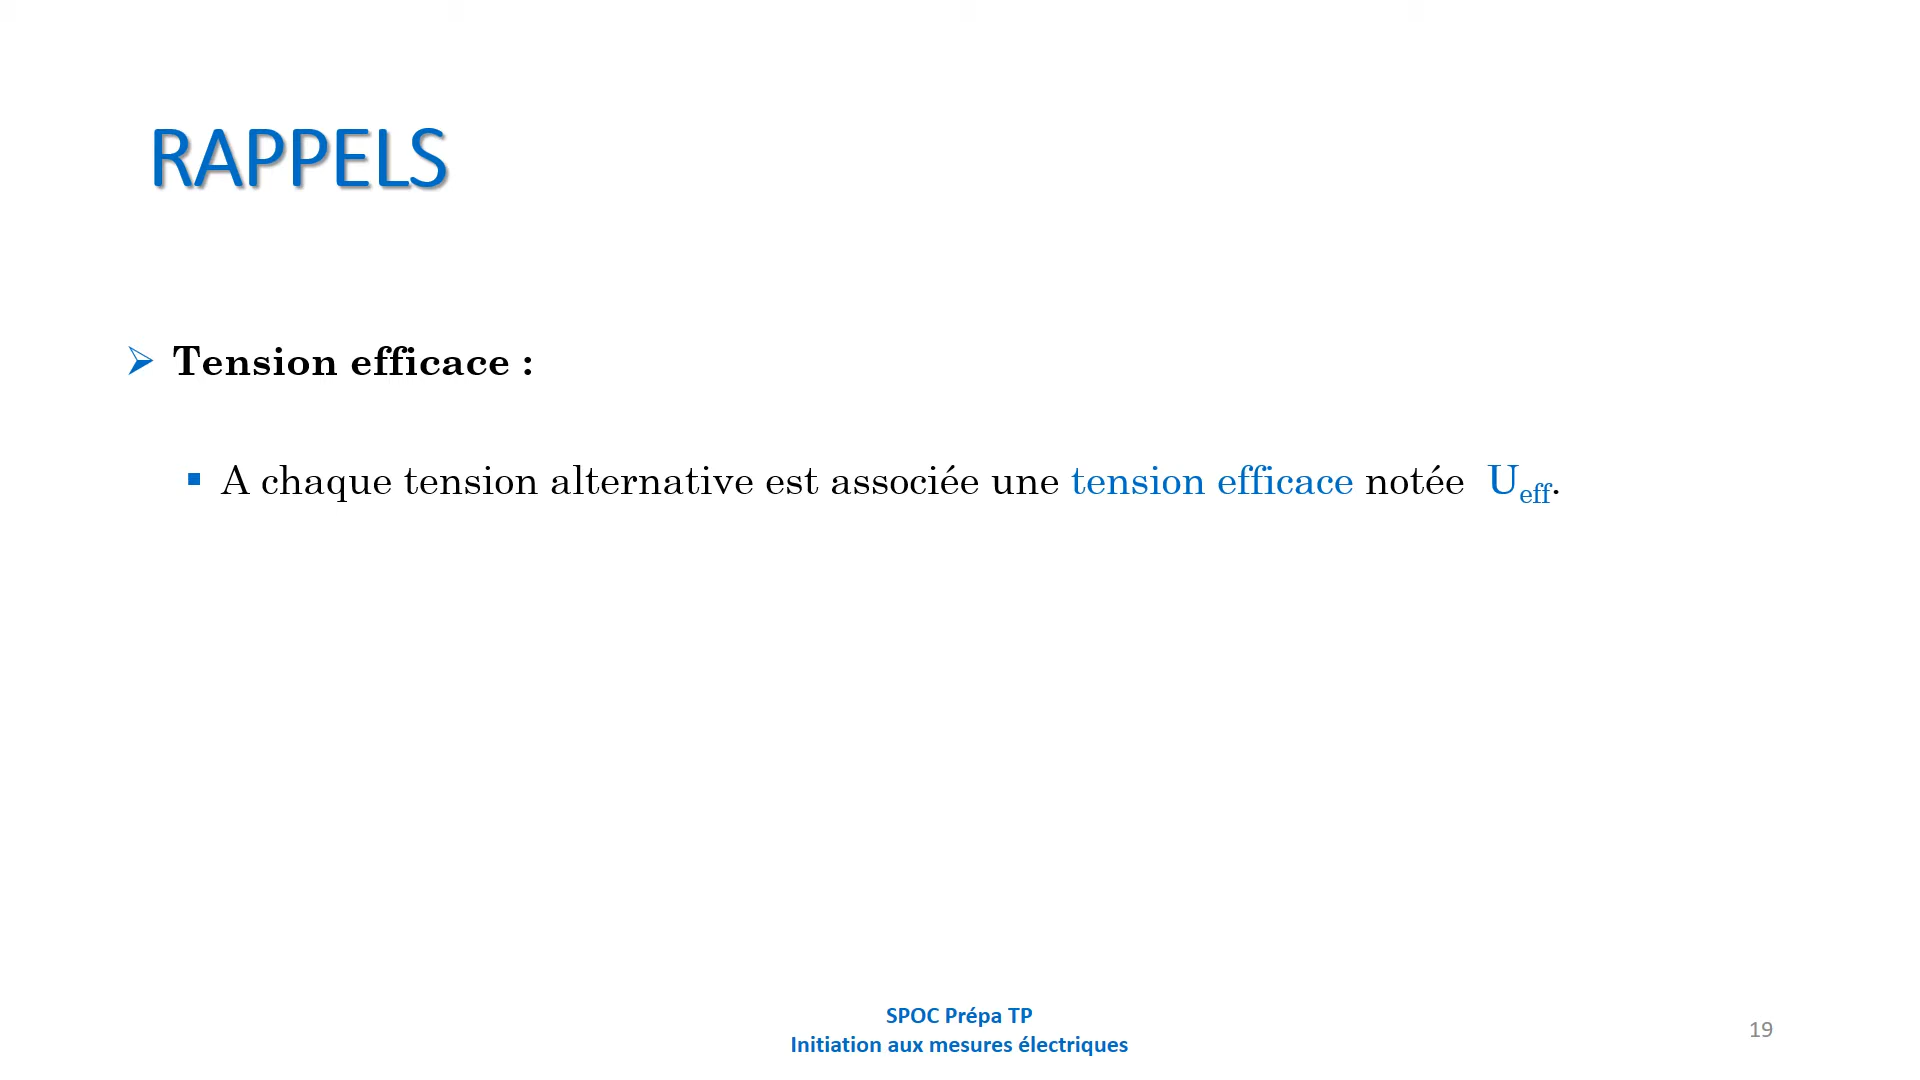 RAPPELS
Tension efficace :
A chaque tension alternative est associée une tension efficace notée Ueff.
SPOC Prépa TP
Initiation aux mesures électriques
19